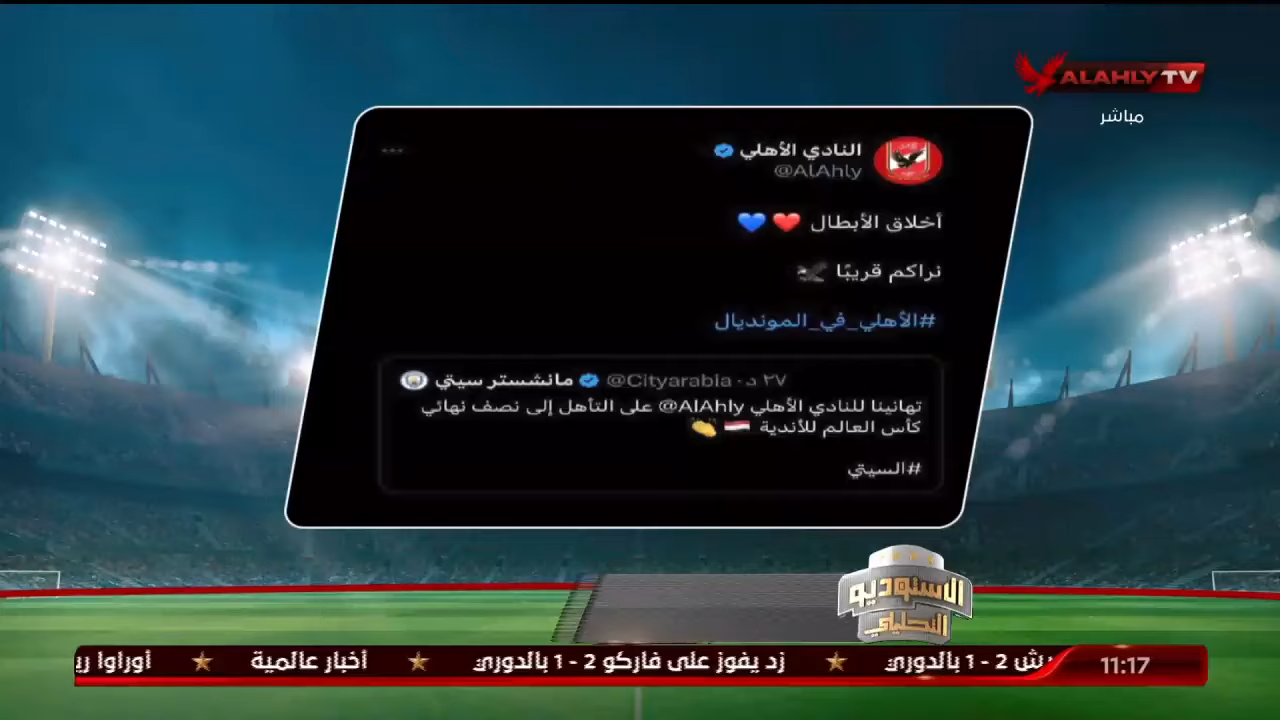 ALAHLY TV
مباشر
النادي الأهلي
@AlAhly
أخلاق الأبطال ❤️ 💙
نراكم قريبًا 🦅
#الأهلي_في_المونديال
مانشستر سيتي @Cityarabia · ٢٧ د
تهانينا للنادي الأهلي @AlAhly على التأهل إلى نصف نهائي
كأس العالم للأندية 🇪🇬 👏
#السيتي
الاستوديو
التحليلي
2 - 1 بالدوري ★ زد يفوز على فاركو 2 - 1 بالدوري ★ أخبار عالمية ★ أوراوا
11:17